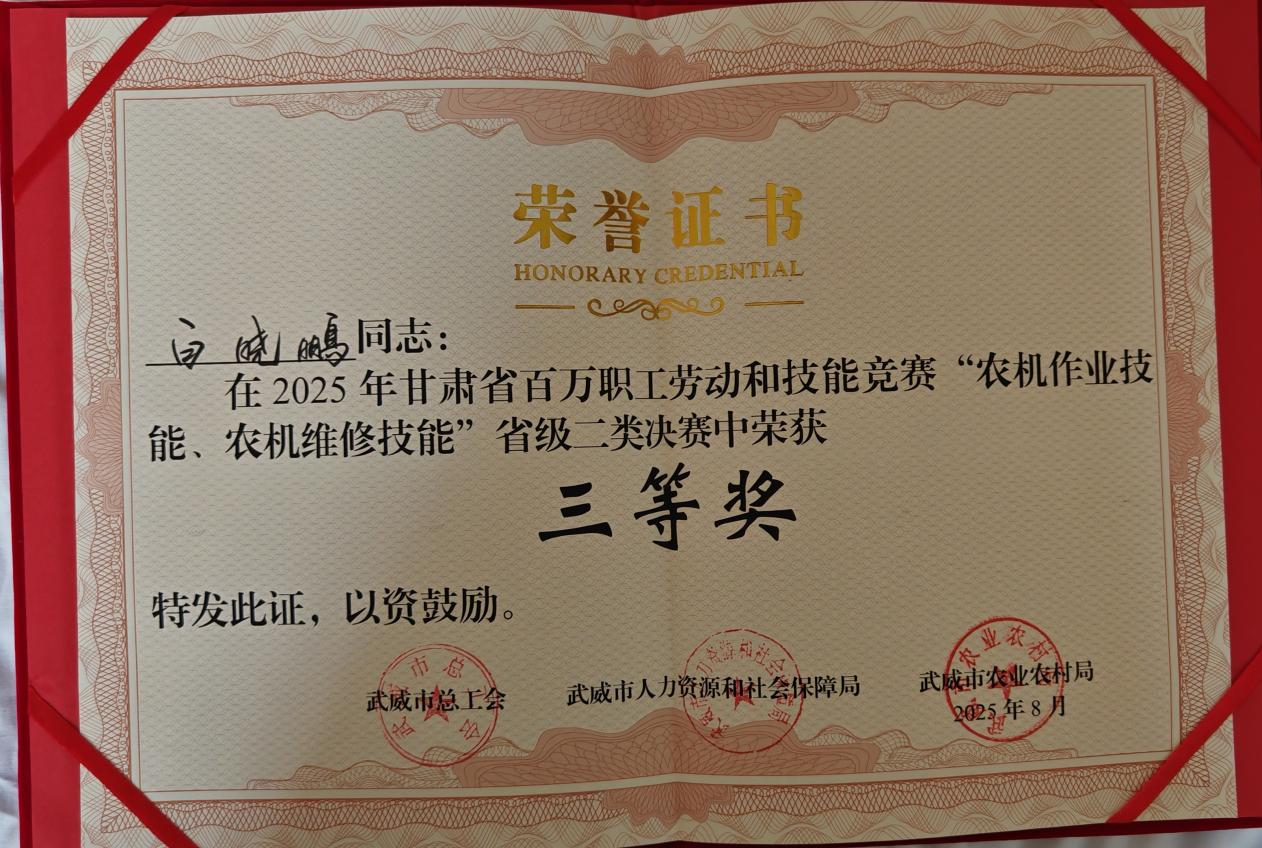 荣誉证书
HONORARY CREDENTIAL
白晓鹏同志：
在2025年甘肃省百万职工劳动和技能竞赛“农机作业技
能、农机维修技能”省级二类决赛中荣获
三等奖
特发此证，以资鼓励。
武威市总工会 武威市人力资源和社会保障局 武威市农业农村局
2025年8月